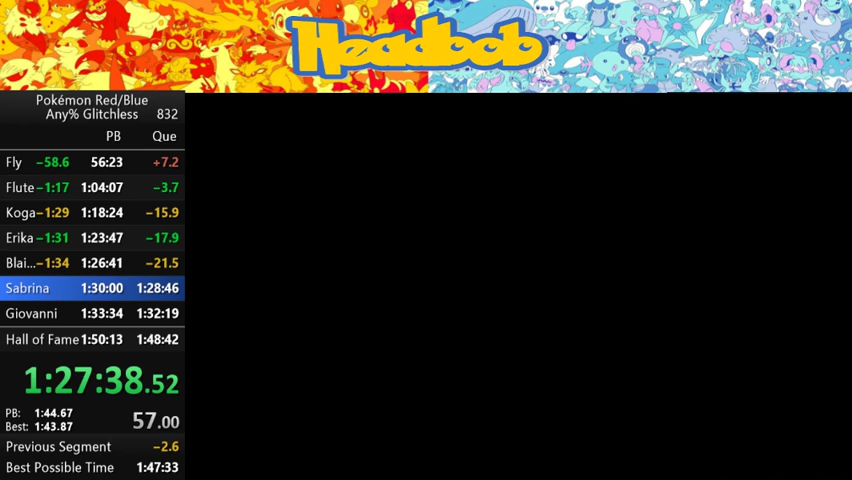 Headbob
Pokémon Red/Blue
Any% Glitchless 832
PB Que
Fly −58.6 56:23 +7.2
Flute −1:17 1:04:07 −3.7
Koga −1:29 1:18:24 −15.9
Erika −1:31 1:23:47 −17.9
Blai... −1:34 1:26:41 −21.5
Sabrina 1:30:00 1:28:46
Giovanni 1:33:34 1:32:19
Hall of Fame 1:50:13 1:48:42
1:27:38.52
PB: 1:44.67
57.00
Best: 1:43.87
Previous Segment −2.6
Best Possible Time 1:47:33